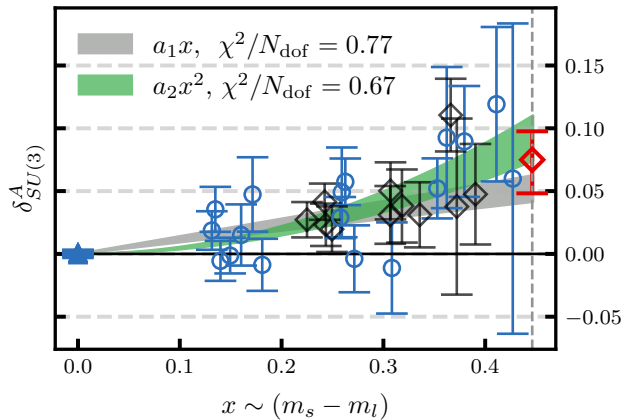 a₁x, χ²/N_dof = 0.77
a₂x², χ²/N_dof = 0.67
0.15
0.10
0.05
0.00
−0.05
δ^A_SU(3)
0.0 0.1 0.2 0.3 0.4
x ∼ (m_s − m_l)